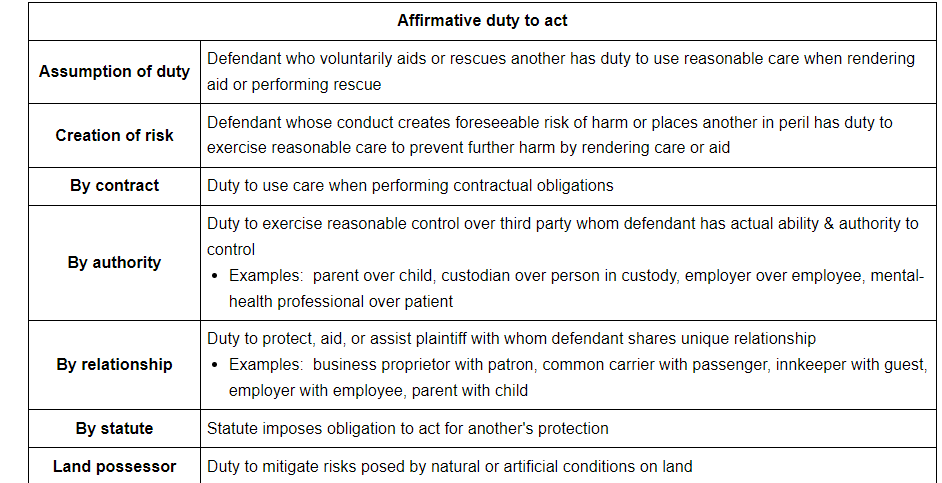 Affirmative duty to act
Assumption of duty
Defendant who voluntarily aids or rescues another has duty to use reasonable care when rendering
aid or performing rescue
Creation of risk
Defendant whose conduct creates foreseeable risk of harm or places another in peril has duty to
exercise reasonable care to prevent further harm by rendering care or aid
By contract
Duty to use care when performing contractual obligations
By authority
Duty to exercise reasonable control over third party whom defendant has actual ability & authority to
control
• Examples: parent over child, custodian over person in custody, employer over employee, mental-
health professional over patient
By relationship
Duty to protect, aid, or assist plaintiff with whom defendant shares unique relationship
• Examples: business proprietor with patron, common carrier with passenger, innkeeper with guest,
employer with employee, parent with child
By statute
Statute imposes obligation to act for another's protection
Land possessor
Duty to mitigate risks posed by natural or artificial conditions on land